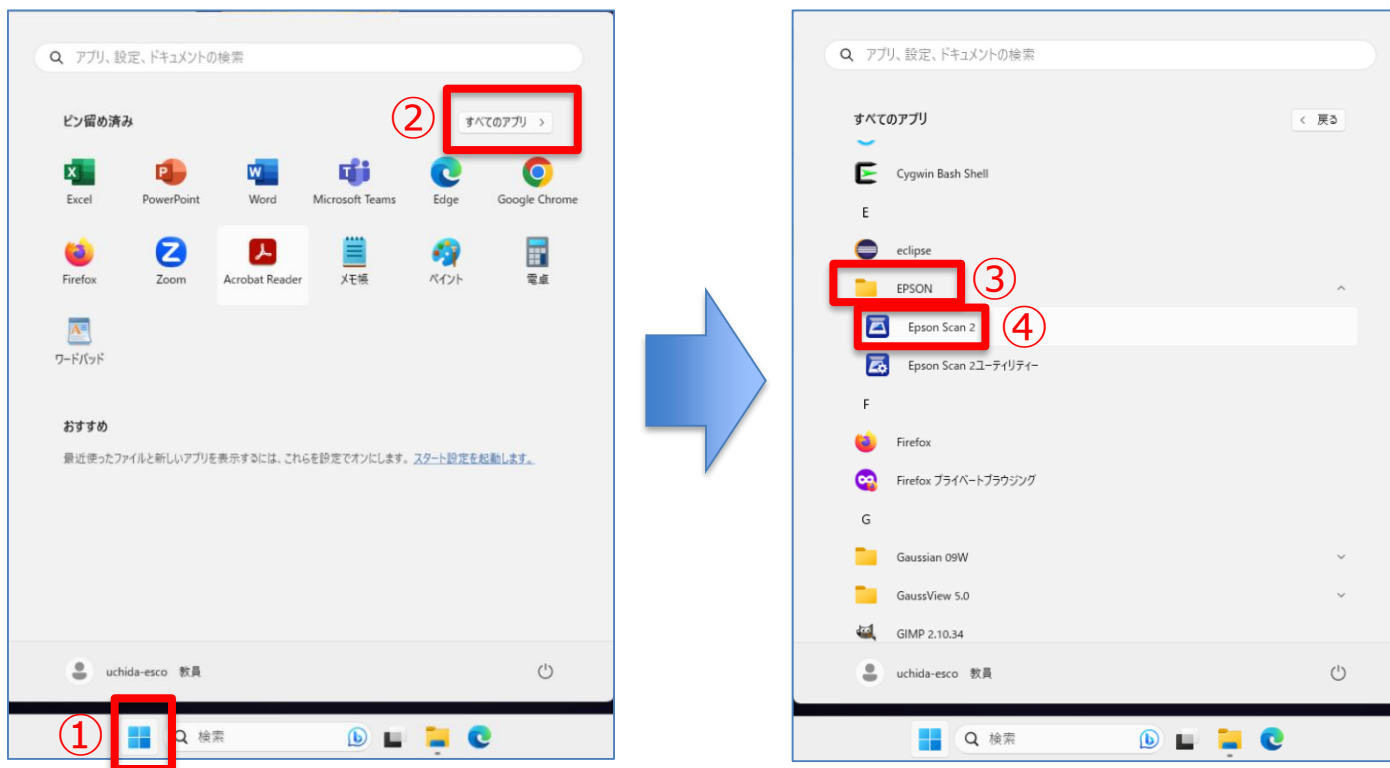 アプリ、設定、ドキュメントの検索
ピン留め済み
②
すべてのアプリ >
Excel
PowerPoint
Word
Microsoft Teams
Edge
Google Chrome
Firefox
Zoom
Acrobat Reader
メモ帳
ペイント
電卓
ワードパッド
おすすめ
最近使ったファイルと新しいアプリを表示するには、これらを設定でオンにします。 スタート設定を起動します。
uchida-esco 教員
①
検索
アプリ、設定、ドキュメントの検索
すべてのアプリ
< 戻る
Cygwin Bash Shell
E
eclipse
EPSON
③
Epson Scan 2
④
Epson Scan 2ユーティリティー
F
Firefox
Firefox プライベートブラウジング
G
Gaussian 09W
GaussView 5.0
GIMP 2.10.34
uchida-esco 教員
検索